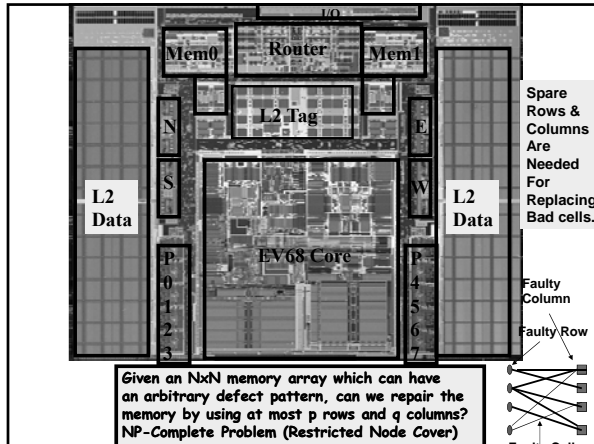 I/O
Mem0
Router
Mem1
L2 Tag
N
E
S
W
L2
Data
L2
Data
EV68 Core
P
0
1
2
3
P
4
5
6
7
Spare
Rows &
Columns
Are
Needed
For
Replacing
Bad cells.
Faulty
Column
Faulty Row
Given an NxN memory array which can have
an arbitrary defect pattern, can we repair the
memory by using at most p rows and q columns?
NP-Complete Problem (Restricted Node Cover)